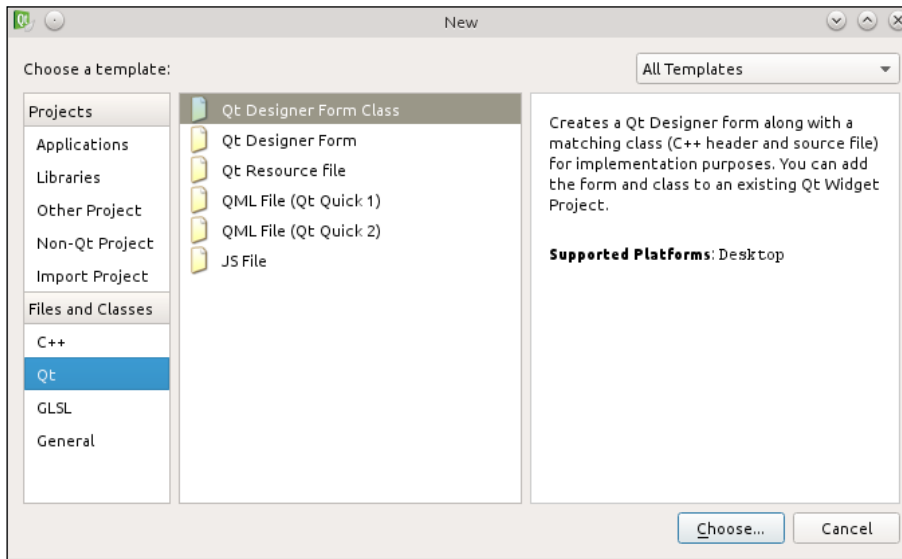 New
Choose a template:
All Templates
Projects
Applications
Libraries
Other Project
Non-Qt Project
Import Project
Files and Classes
C++
Qt
GLSL
General
Qt Designer Form Class
Qt Designer Form
Qt Resource file
QML File (Qt Quick 1)
QML File (Qt Quick 2)
JS File
Creates a Qt Designer form along with a
matching class (C++ header and source file)
for implementation purposes. You can add
the form and class to an existing Qt Widget
Project.
Supported Platforms: Desktop
Choose...
Cancel